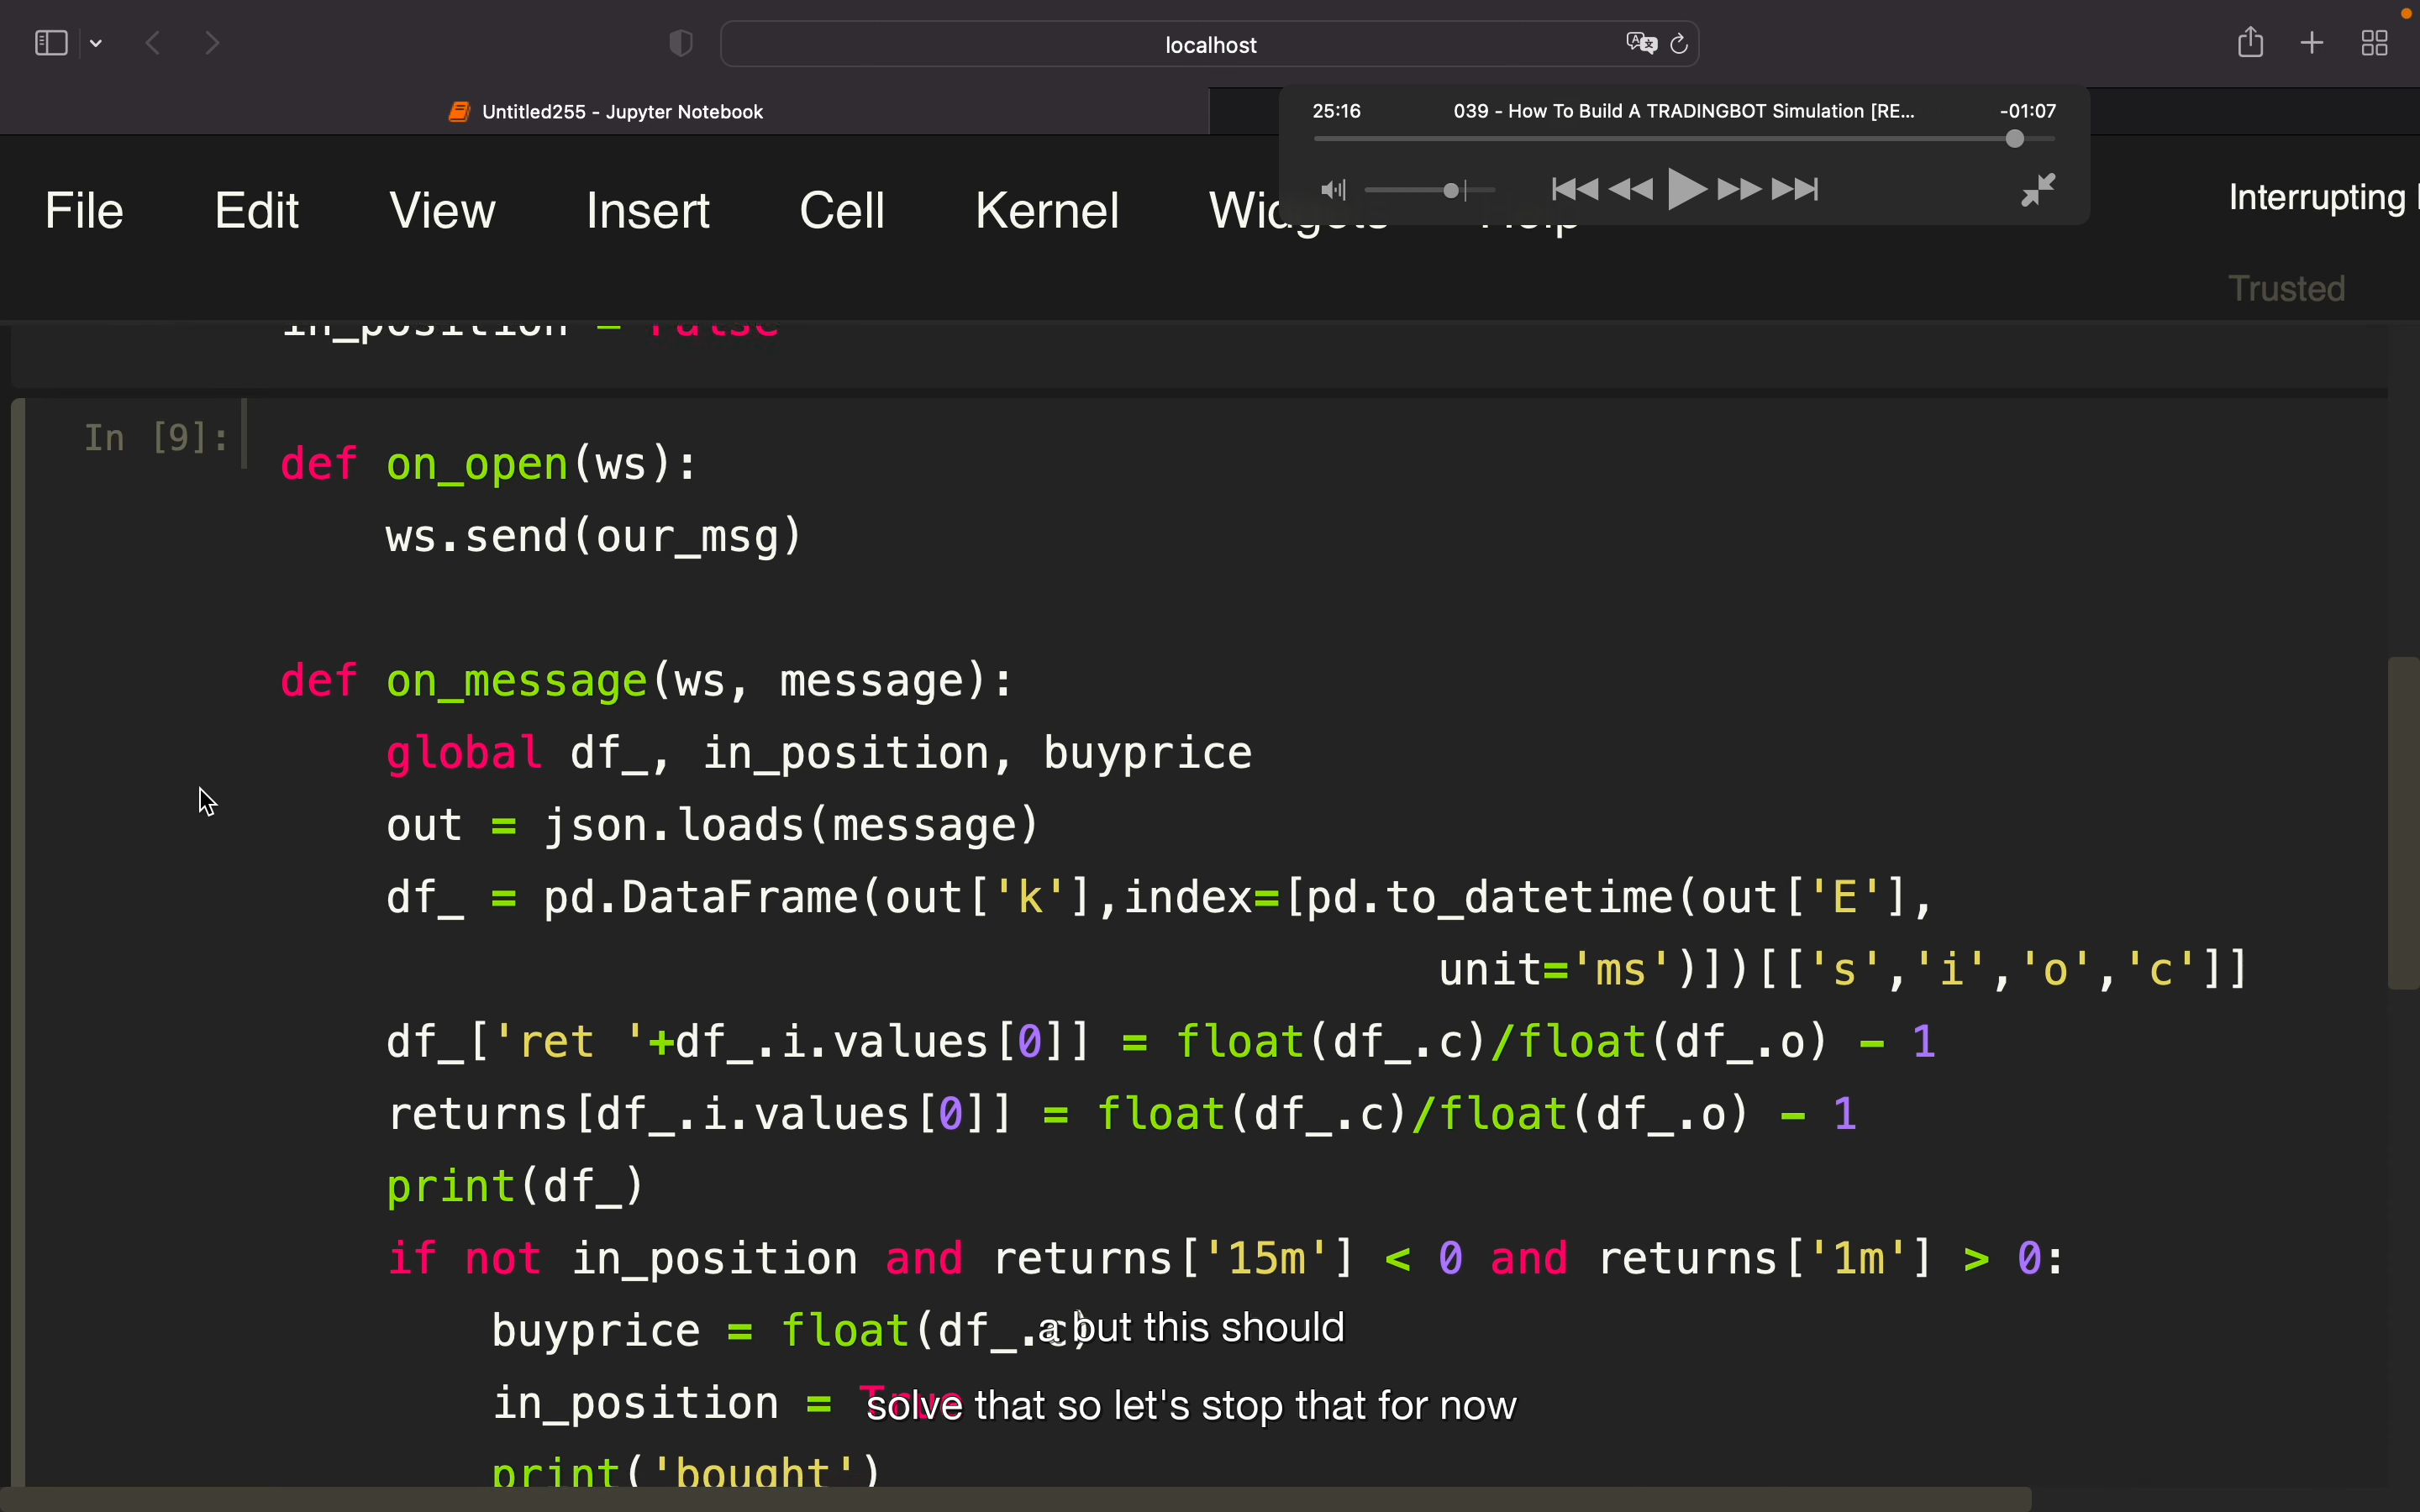 localhost
Untitled255 - Jupyter Notebook
25:16
039 - How To Build A TRADINGBOT Simulation [RE...
-01:07
File Edit View Insert Cell Kernel Widgets Help
Interrupting
Trusted
in_position = False
In [9]:
def on_open(ws):
    ws.send(our_msg)
def on_message(ws, message):
    global df_, in_position, buyprice
    out = json.loads(message)
    df_ = pd.DataFrame(out['k'],index=[pd.to_datetime(out['E'],
                                        unit='ms')])[['s','i','o','c']]
    df_['ret '+df_.i.values[0]] = float(df_.c)/float(df_.o) - 1
    returns[df_.i.values[0]] = float(df_.c)/float(df_.o) - 1
    print(df_)
    if not in_position and returns['15m'] < 0 and returns['1m'] > 0:
        buyprice = float(df_.c)
a but this should
        in_position = True
solve that so let's stop that for now
        print('bought')